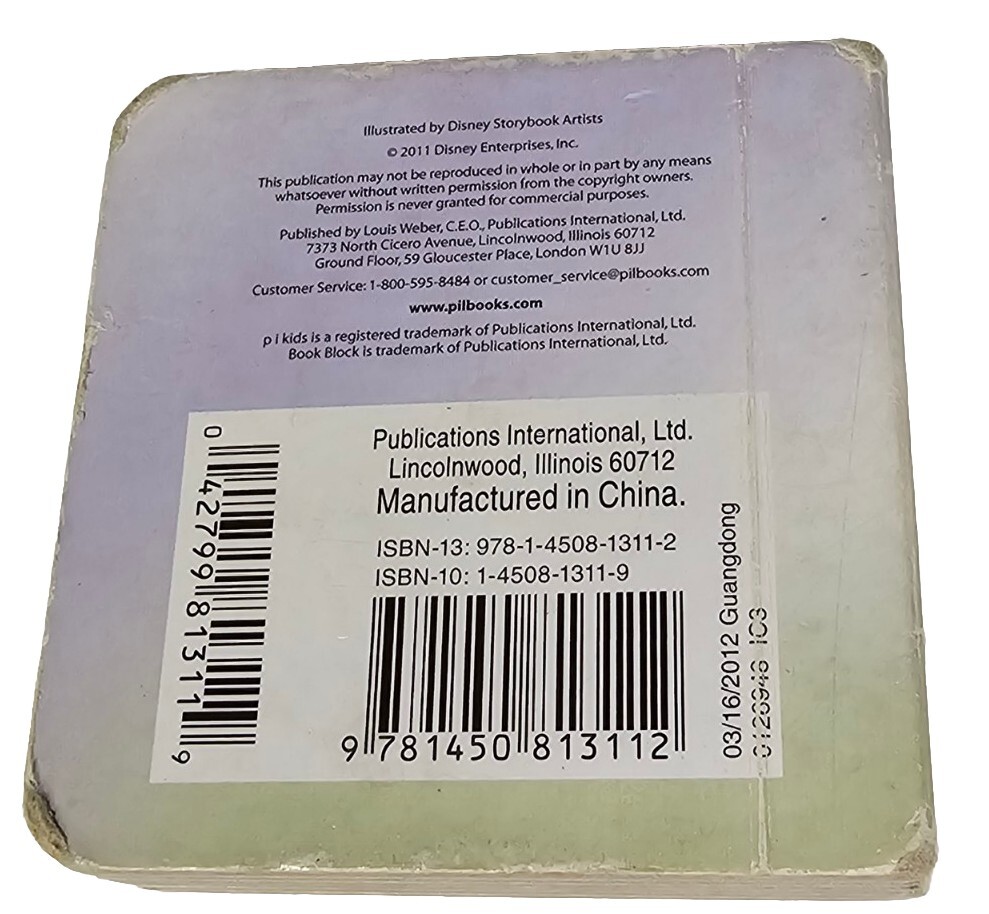 Illustrated by Disney Storybook Artists
© 2011 Disney Enterprises, Inc.
This publication may not be reproduced in whole or in part by any means
whatsoever without written permission from the copyright owners.
Permission is never granted for commercial purposes.
Published by Louis Weber, C.E.O., Publications International, Ltd.
7373 North Cicero Avenue, Lincolnwood, Illinois 60712
Ground Floor, 59 Gloucester Place, London W1U 8JJ
Customer Service: 1-800-595-8484 or customer_service@pilbooks.com
www.pilbooks.com
p i kids is a registered trademark of Publications International, Ltd.
Book Block is trademark of Publications International, Ltd.
0 42799 81311 9
Publications International, Ltd.
Lincolnwood, Illinois 60712
Manufactured in China.
ISBN-13: 978-1-4508-1311-2
ISBN-10: 1-4508-1311-9
9 781450 813112
03/16/2012 Guangdong